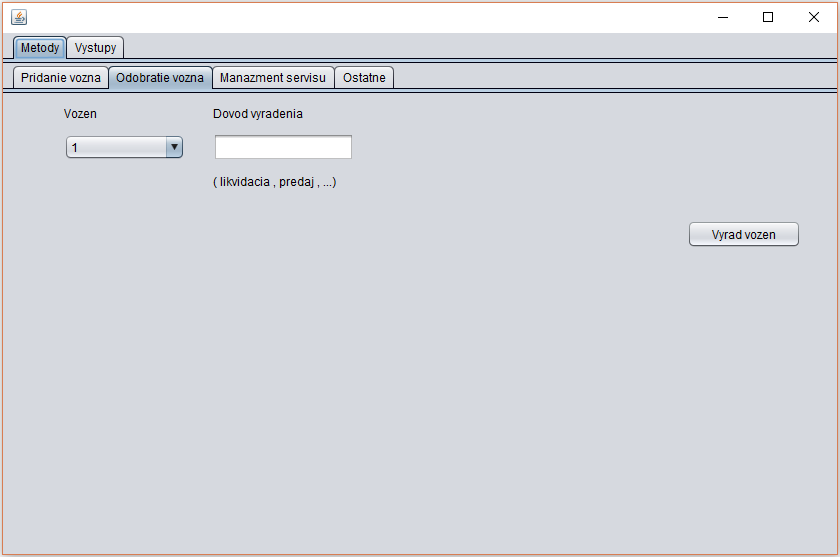 Metody Vystupy
Pridanie vozna Odobratie vozna Manazment servisu Ostatne
Vozen Dovod vyradenia
1
( likvidacia , predaj , ...)
Vyrad vozen